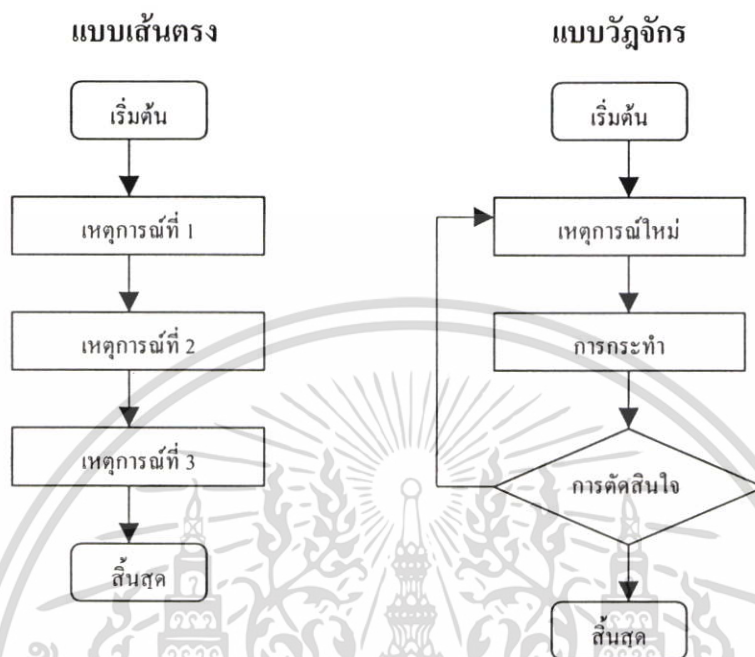 แบบเส้นตรง
เริ่มต้น
เหตุการณ์ที่ 1
เหตุการณ์ที่ 2
เหตุการณ์ที่ 3
สิ้นสุด
แบบวัฎจักร
เริ่มต้น
เหตุการณ์ใหม่
การกระทำ
การตัดสินใจ
สิ้นสุด